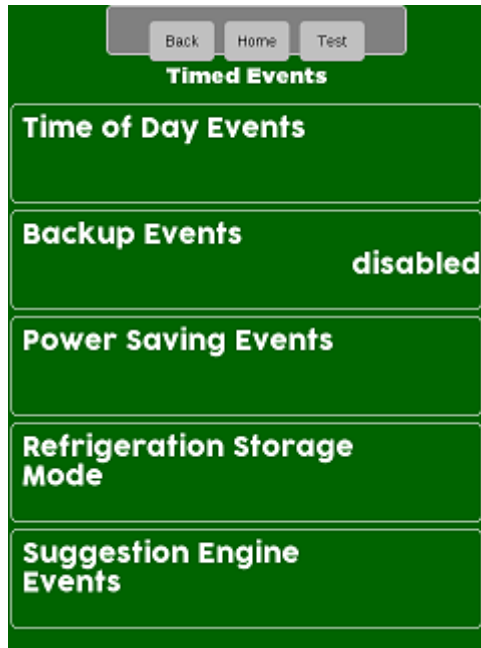 Back Home Test
Timed Events
Time of Day Events
Backup Events
disabled
Power Saving Events
Refrigeration Storage
Mode
Suggestion Engine
Events